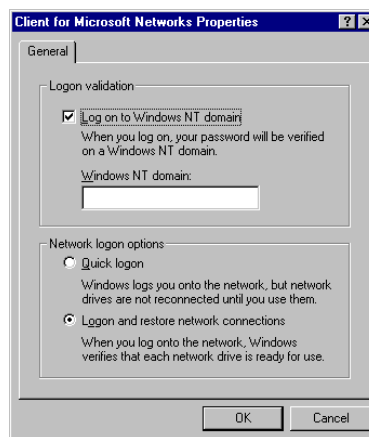 Client for Microsoft Networks Properties
General
Logon validation
Log on to Windows NT domain
When you log on, your password will be verified
on a Windows NT domain.
Windows NT domain:
Network logon options
Quick logon
Windows logs you onto the network, but network
drives are not reconnected until you use them.
Logon and restore network connections
When you log onto the network, Windows
verifies that each network drive is ready for use.
OK Cancel